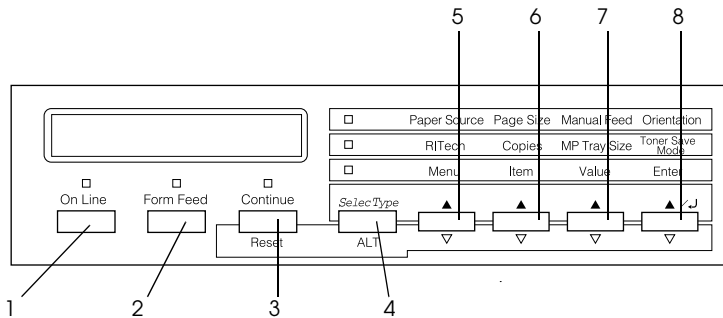 5 6 7 8
Paper Source Page Size Manual Feed Orientation
RITech Copies MP Tray Size Toner Save Mode
Menu Item Value Enter
On Line Form Feed Continue SelecType
Reset ALT
1 2 3 4